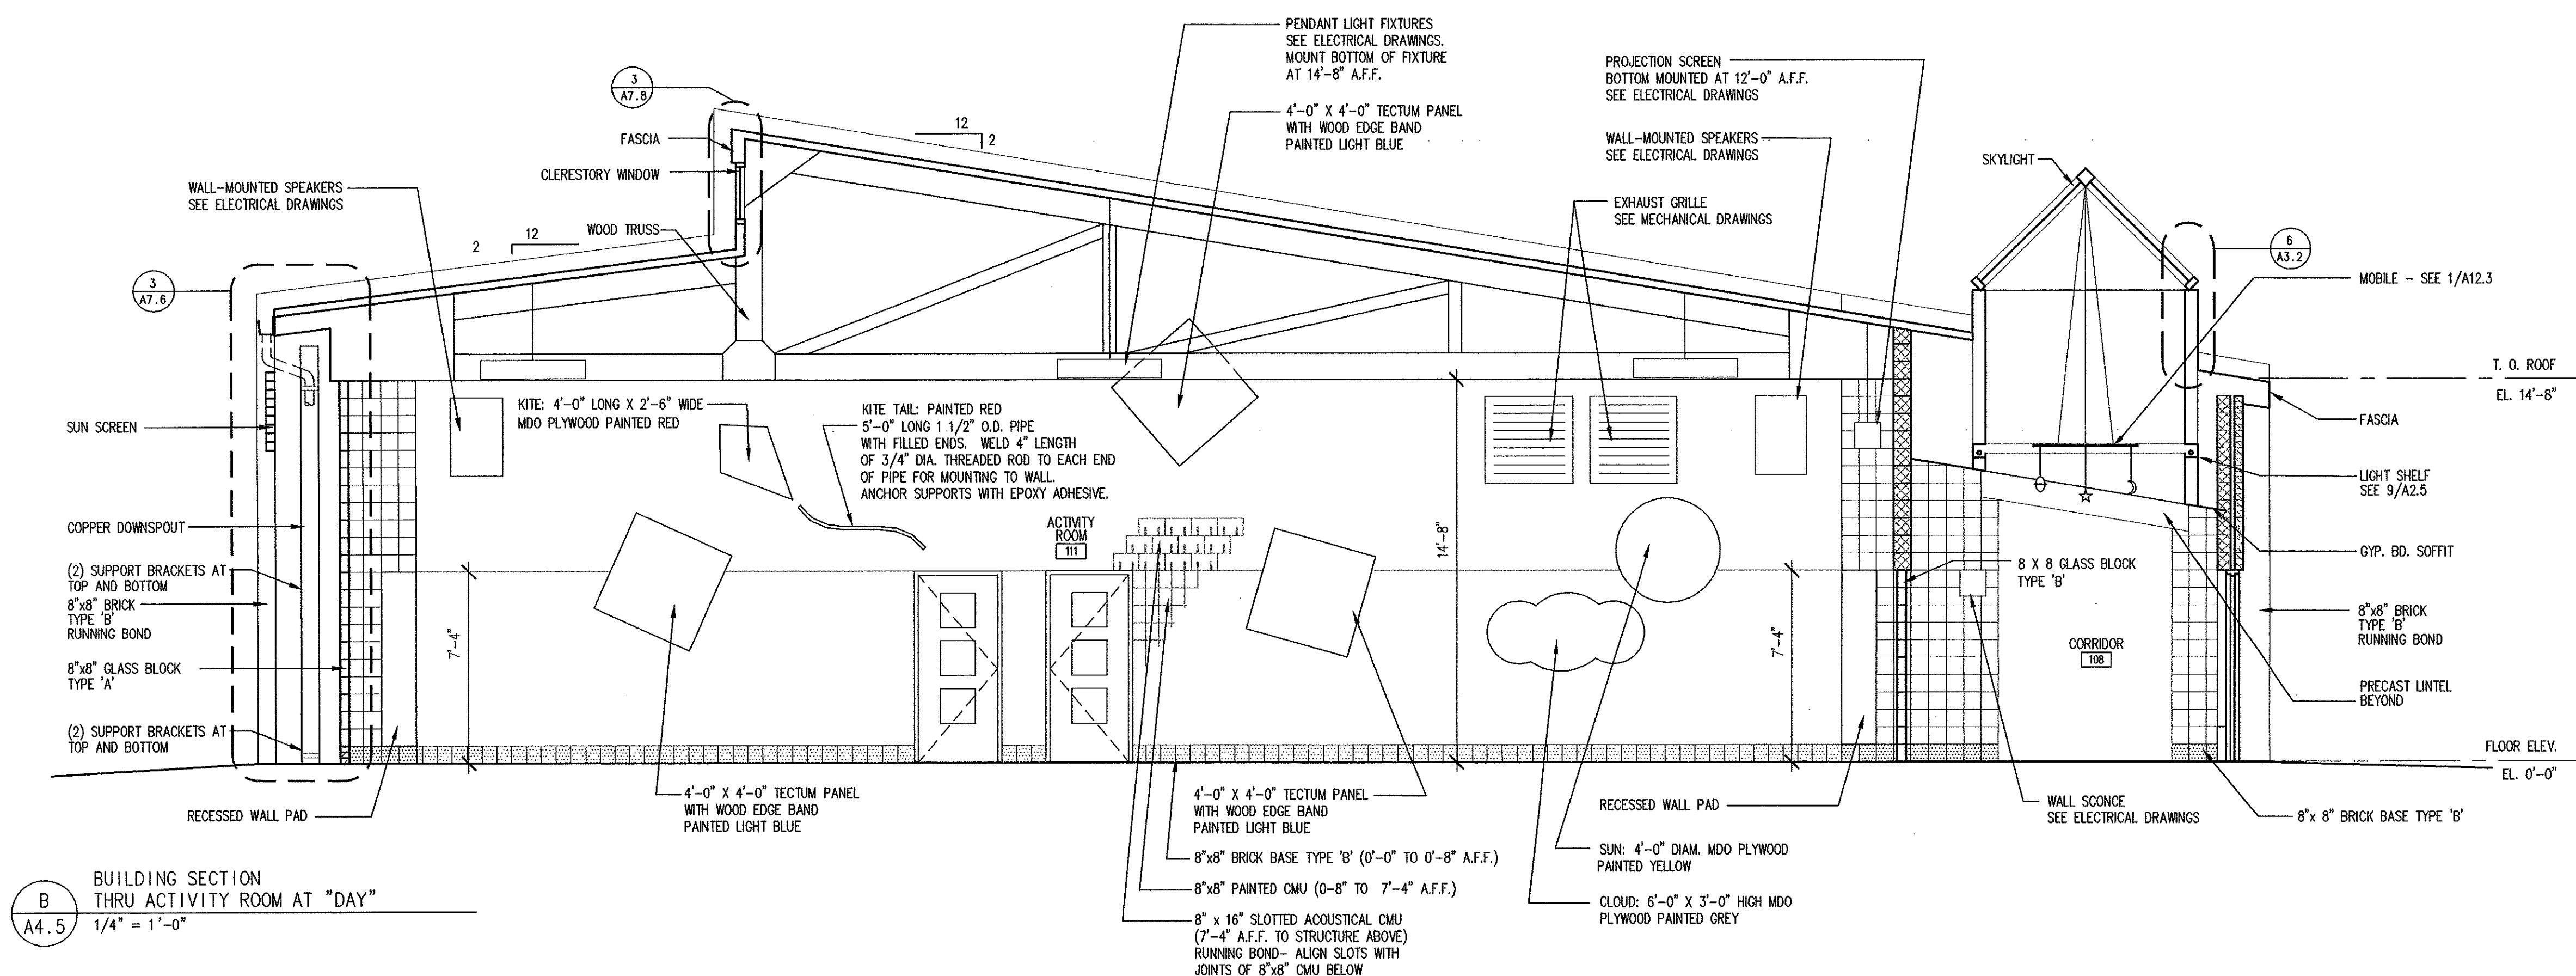 PENDANT LIGHT FIXTURES
SEE ELECTRICAL DRAWINGS.
MOUNT BOTTOM OF FIXTURE
AT 14'-8" A.F.F.
4'-0" X 4'-0" TECTUM PANEL
WITH WOOD EDGE BAND
PAINTED LIGHT BLUE
PROJECTION SCREEN
BOTTOM MOUNTED AT 12'-0" A.F.F.
SEE ELECTRICAL DRAWINGS
WALL-MOUNTED SPEAKERS
SEE ELECTRICAL DRAWINGS
EXHAUST GRILLE
SEE MECHANICAL DRAWINGS
3
A7.8
FASCIA
CLERESTORY WINDOW
WOOD TRUSS
12
2
WALL-MOUNTED SPEAKERS
SEE ELECTRICAL DRAWINGS
2
12
3
A7.6
SKYLIGHT
6
A3.2
MOBILE - SEE 1/A12.3
T. O. ROOF
EL. 14'-8"
FASCIA
LIGHT SHELF
SEE 9/A2.5
GYP. BD. SOFFIT
8"x8" BRICK
TYPE 'B'
RUNNING BOND
PRECAST LINTEL
BEYOND
FLOOR ELEV.
EL. 0'-0"
8"x 8" BRICK BASE TYPE 'B'
SUN SCREEN
COPPER DOWNSPOUT
(2) SUPPORT BRACKETS AT
TOP AND BOTTOM
8"x8" BRICK
TYPE 'B'
RUNNING BOND
8"x8" GLASS BLOCK
TYPE 'A'
(2) SUPPORT BRACKETS AT
TOP AND BOTTOM
RECESSED WALL PAD
KITE: 4'-0" LONG X 2'-6" WIDE
MDO PLYWOOD PAINTED RED
KITE TAIL: PAINTED RED
5'-0" LONG 1 1/2" O.D. PIPE
WITH FILLED ENDS. WELD 4" LENGTH
OF 3/4" DIA. THREADED ROD TO EACH END
OF PIPE FOR MOUNTING TO WALL.
ANCHOR SUPPORTS WITH EPOXY ADHESIVE.
ACTIVITY
ROOM
111
14'-8"
7'-4"
7'-4"
8 X 8 GLASS BLOCK
TYPE 'B'
CORRIDOR
108
4'-0" X 4'-0" TECTUM PANEL
WITH WOOD EDGE BAND
PAINTED LIGHT BLUE
4'-0" X 4'-0" TECTUM PANEL
WITH WOOD EDGE BAND
PAINTED LIGHT BLUE
8"x8" BRICK BASE TYPE 'B' (0'-0" TO 0'-8" A.F.F.)
8"x8" PAINTED CMU (0-8" TO 7'-4" A.F.F.)
8" x 16" SLOTTED ACOUSTICAL CMU
(7'-4" A.F.F. TO STRUCTURE ABOVE)
RUNNING BOND- ALIGN SLOTS WITH
JOINTS OF 8"x8" CMU BELOW
RECESSED WALL PAD
SUN: 4'-0" DIAM. MDO PLYWOOD
PAINTED YELLOW
CLOUD: 6'-0" X 3'-0" HIGH MDO
PLYWOOD PAINTED GREY
WALL SCONCE
SEE ELECTRICAL DRAWINGS
B
A4.5
BUILDING SECTION
THRU ACTIVITY ROOM AT "DAY"
1/4" = 1'-0"